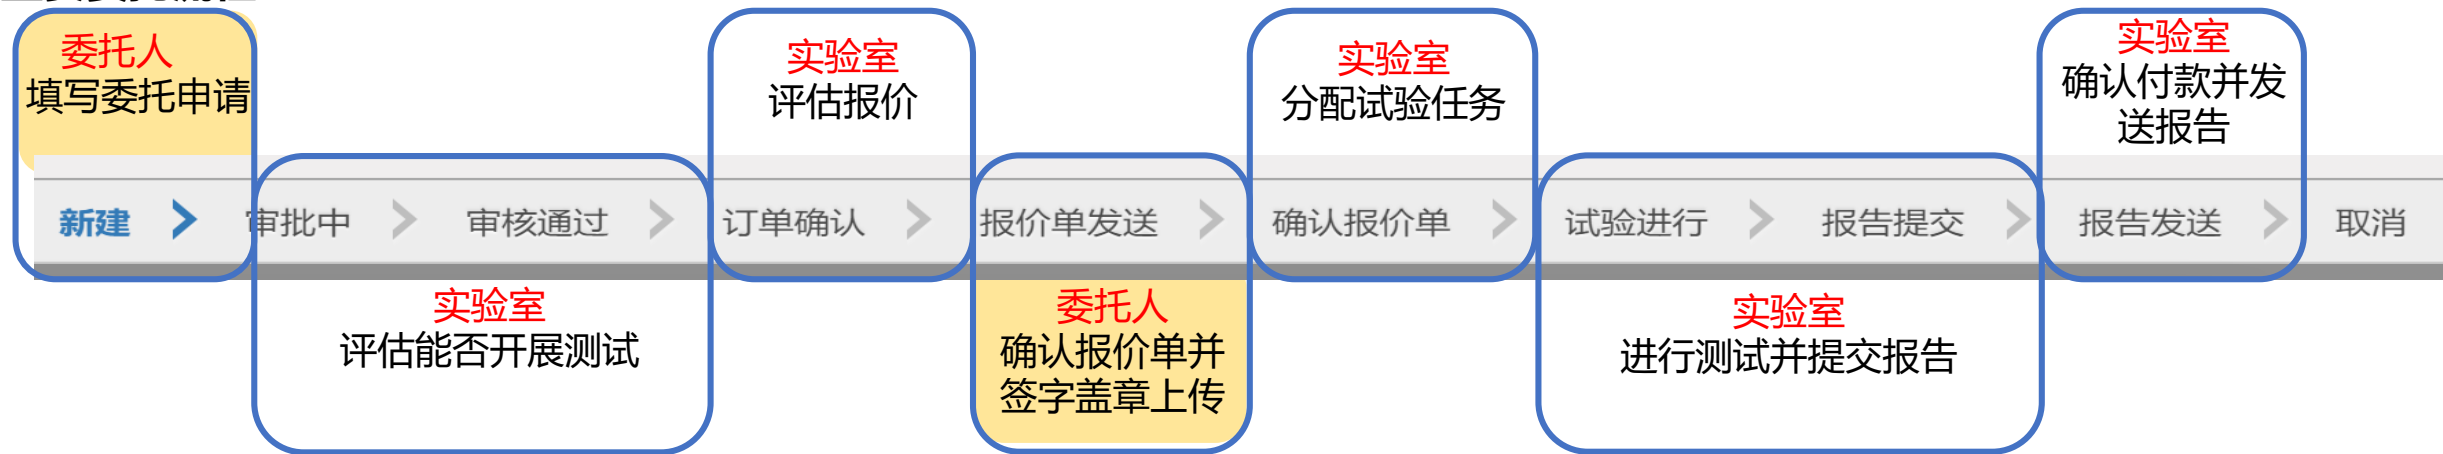 委托人
填写委托申请
实验室
评估报价
实验室
分配试验任务
实验室
确认付款并发
送报告
新建 审批中 审核通过 订单确认 报价单发送 确认报价单 试验进行 报告提交 报告发送 取消
实验室
评估能否开展测试
委托人
确认报价单并
签字盖章上传
实验室
进行测试并提交报告